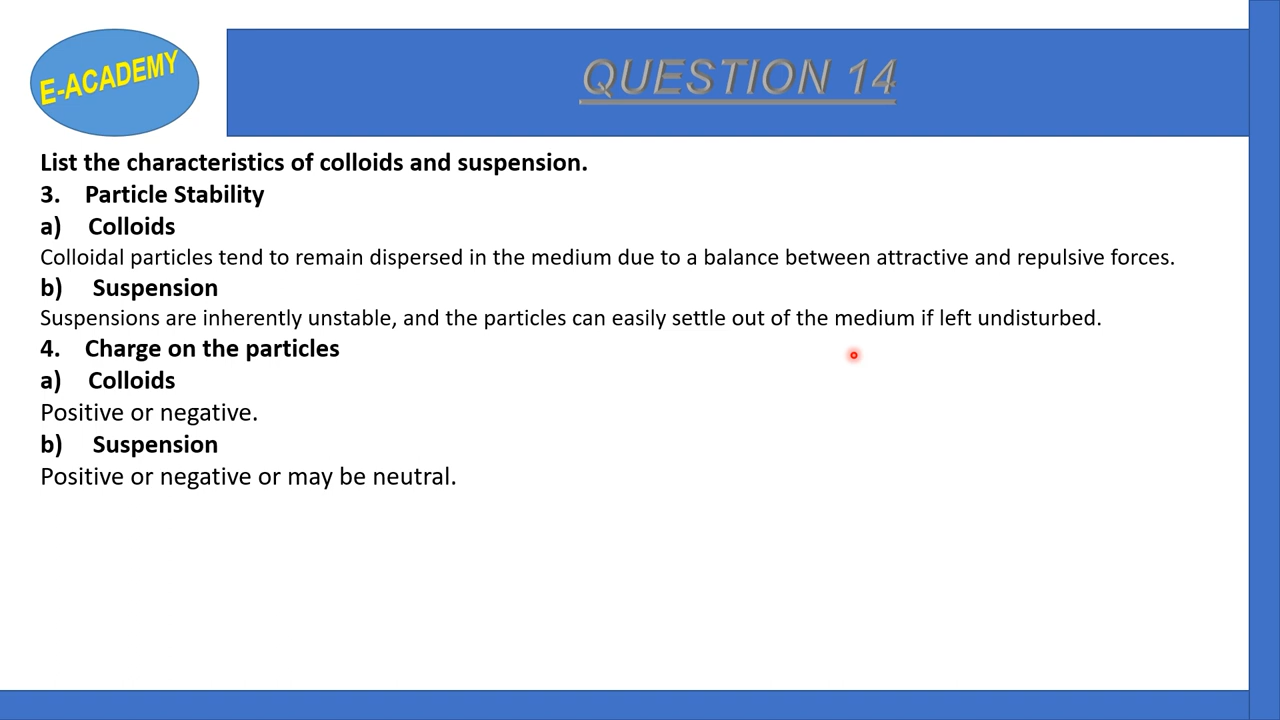 E-ACADEMY
QUESTION 14
List the characteristics of colloids and suspension.
3. Particle Stability
a) Colloids
Colloidal particles tend to remain dispersed in the medium due to a balance between attractive and repulsive forces.
b) Suspension
Suspensions are inherently unstable, and the particles can easily settle out of the medium if left undisturbed.
4. Charge on the particles
a) Colloids
Positive or negative.
b) Suspension
Positive or negative or may be neutral.